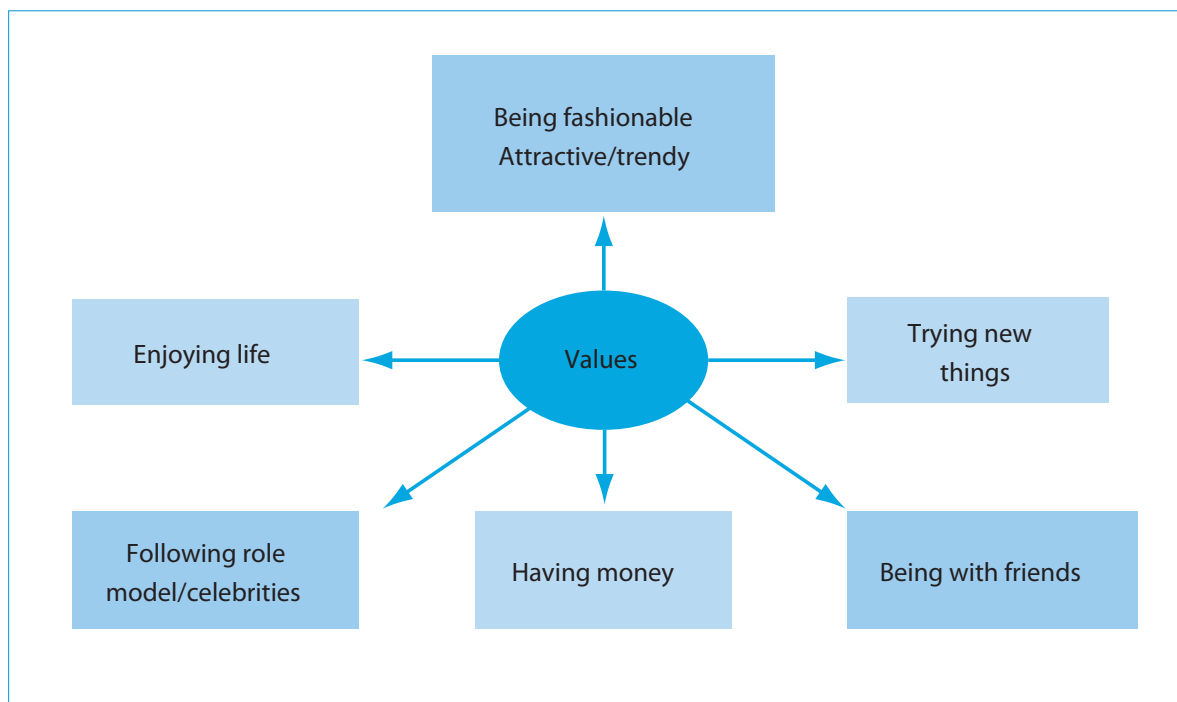 Being fashionable
Attractive/trendy
Enjoying life
Values
Trying new
things
Following role
model/celebrities
Having money
Being with friends